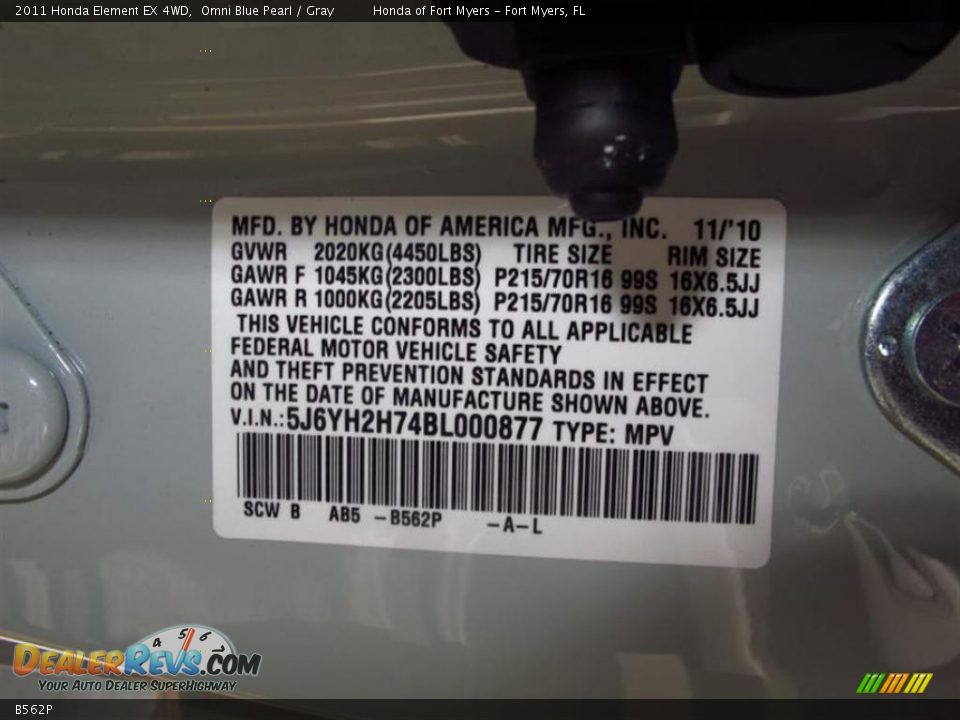 2011 Honda Element EX 4WD, Omni Blue Pearl / Gray Honda of Fort Myers - Fort Myers, FL
MFD. BY HONDA OF AMERICA MFG., INC. 11/'10
GVWR 2020KG(4450LBS) TIRE SIZE RIM SIZE
GAWR F 1045KG(2300LBS) P215/70R16 99S 16X6.5JJ
GAWR R 1000KG(2205LBS) P215/70R16 99S 16X6.5JJ
THIS VEHICLE CONFORMS TO ALL APPLICABLE
FEDERAL MOTOR VEHICLE SAFETY
AND THEFT PREVENTION STANDARDS IN EFFECT
ON THE DATE OF MANUFACTURE SHOWN ABOVE.
V.I.N.:5J6YH2H74BL000877 TYPE: MPV
SCW B AB5 -B562P -A-L
4 5 6
DEALERREVS.COM
YOUR AUTO DEALER SUPERHIGHWAY
B562P